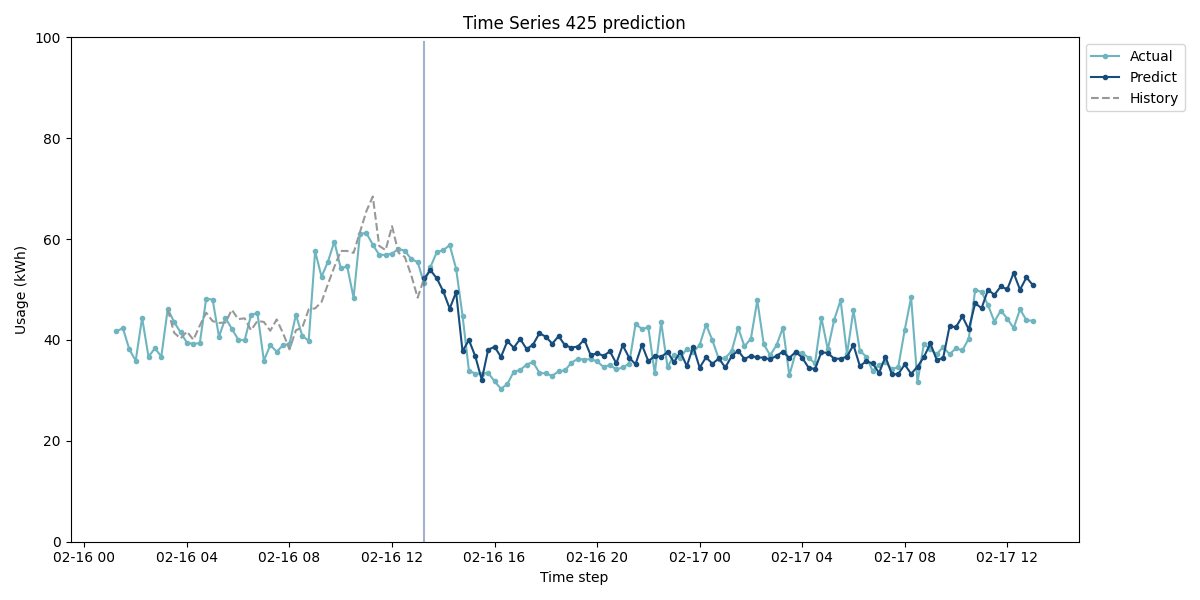 Time Series 425 prediction
Actual
Predict
History
Usage (kWh)
100
80
60
40
20
0
02-16 00 02-16 04 02-16 08 02-16 12 02-16 16 02-16 20 02-17 00 02-17 04 02-17 08 02-17 12
Time step